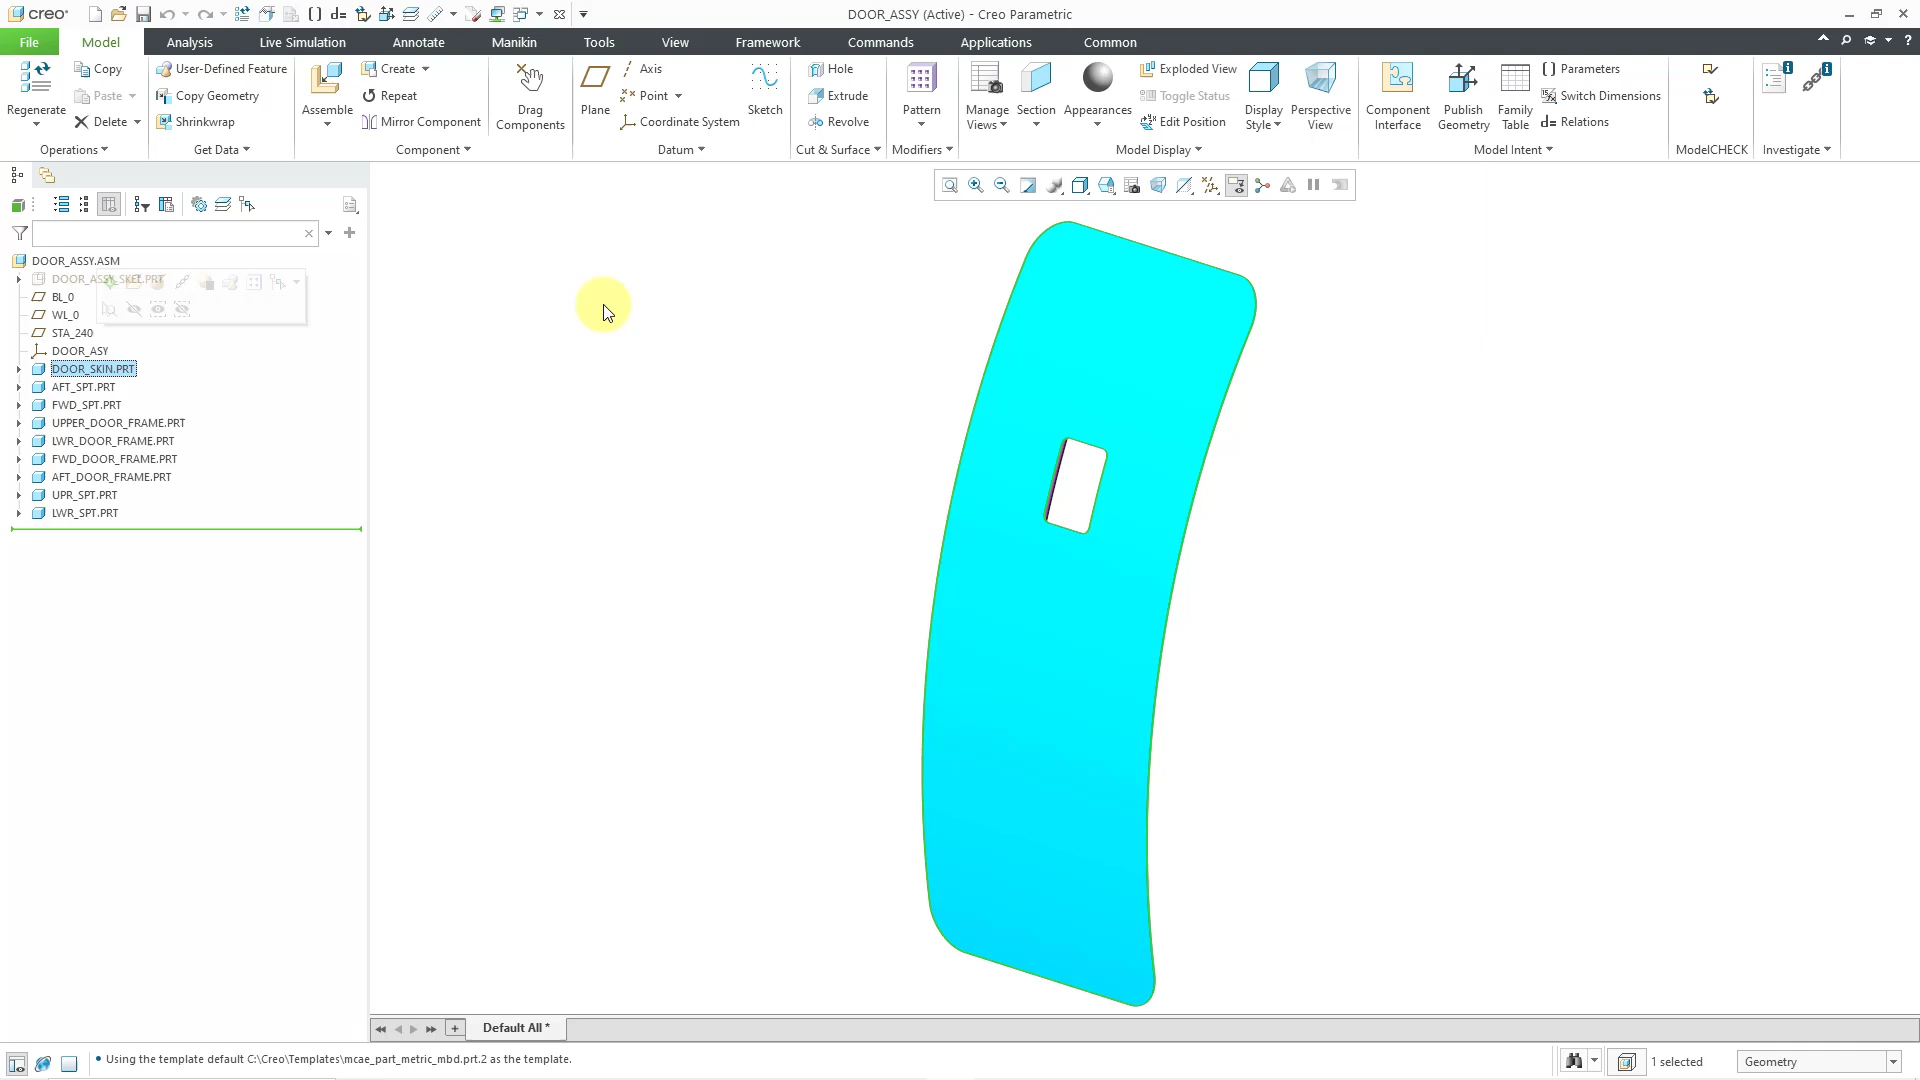 creo
DOOR_ASSY (Active) - Creo Parametric
File Model Analysis Live Simulation Annotate Manikin Tools View Framework Commands Applications Common
Regenerate
Copy
Paste
Delete
Operations
User-Defined Feature
Copy Geometry
Shrinkwrap
Get Data
Assemble
Create
Repeat
Mirror Component
Component
Drag
Components
Plane
Axis
Point
Coordinate System
Sketch
Datum
Hole
Extrude
Revolve
Cut & Surface
Pattern
Modifiers
Manage
Views
Section
Appearances
Exploded View
Toggle Status
Edit Position
Display
Style
Perspective
View
Model Display
Component
Interface
Publish
Geometry
Family
Table
Parameters
Switch Dimensions
Relations
Model Intent
ModelCHECK
Investigate
DOOR_ASSY.ASM
DOOR_ASSY_SKEL.PRT
BL_0
WL_0
STA_240
DOOR_ASY
DOOR_SKIN.PRT
AFT_SPT.PRT
FWD_SPT.PRT
UPPER_DOOR_FRAME.PRT
LWR_DOOR_FRAME.PRT
FWD_DOOR_FRAME.PRT
AFT_DOOR_FRAME.PRT
UPR_SPT.PRT
LWR_SPT.PRT
Default All *
• Using the template default C:\Creo\Templates\mcae_part_metric_mbd.prt.2 as the template.
1 selected
Geometry